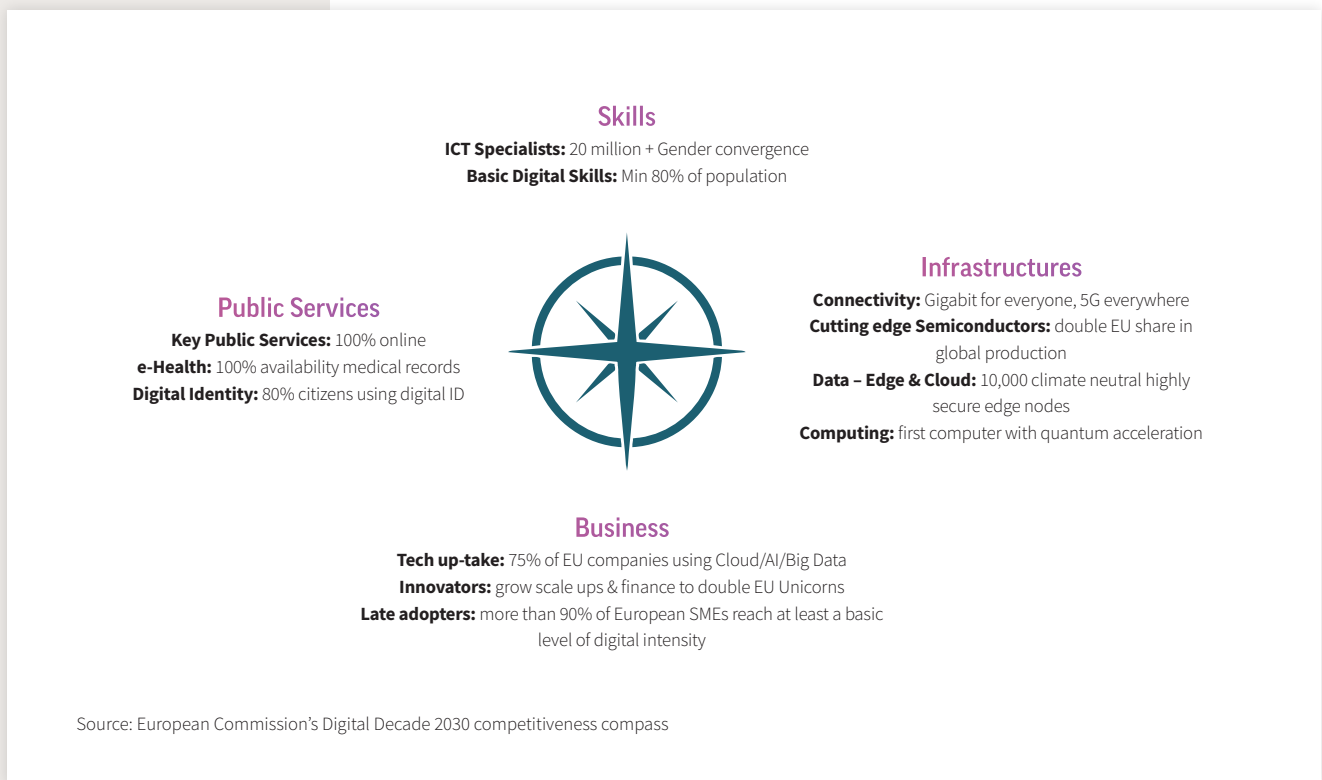 Skills
ICT Specialists: 20 million + Gender convergence
Basic Digital Skills: Min 80% of population
Public Services
Key Public Services: 100% online
e-Health: 100% availability medical records
Digital Identity: 80% citizens using digital ID
Infrastructures
Connectivity: Gigabit for everyone, 5G everywhere
Cutting edge Semiconductors: double EU share in
global production
Data – Edge & Cloud: 10,000 climate neutral highly
secure edge nodes
Computing: first computer with quantum acceleration
Business
Tech up-take: 75% of EU companies using Cloud/AI/Big Data
Innovators: grow scale ups & finance to double EU Unicorns
Late adopters: more than 90% of European SMEs reach at least a basic
level of digital intensity
Source: European Commission’s Digital Decade 2030 competitiveness compass